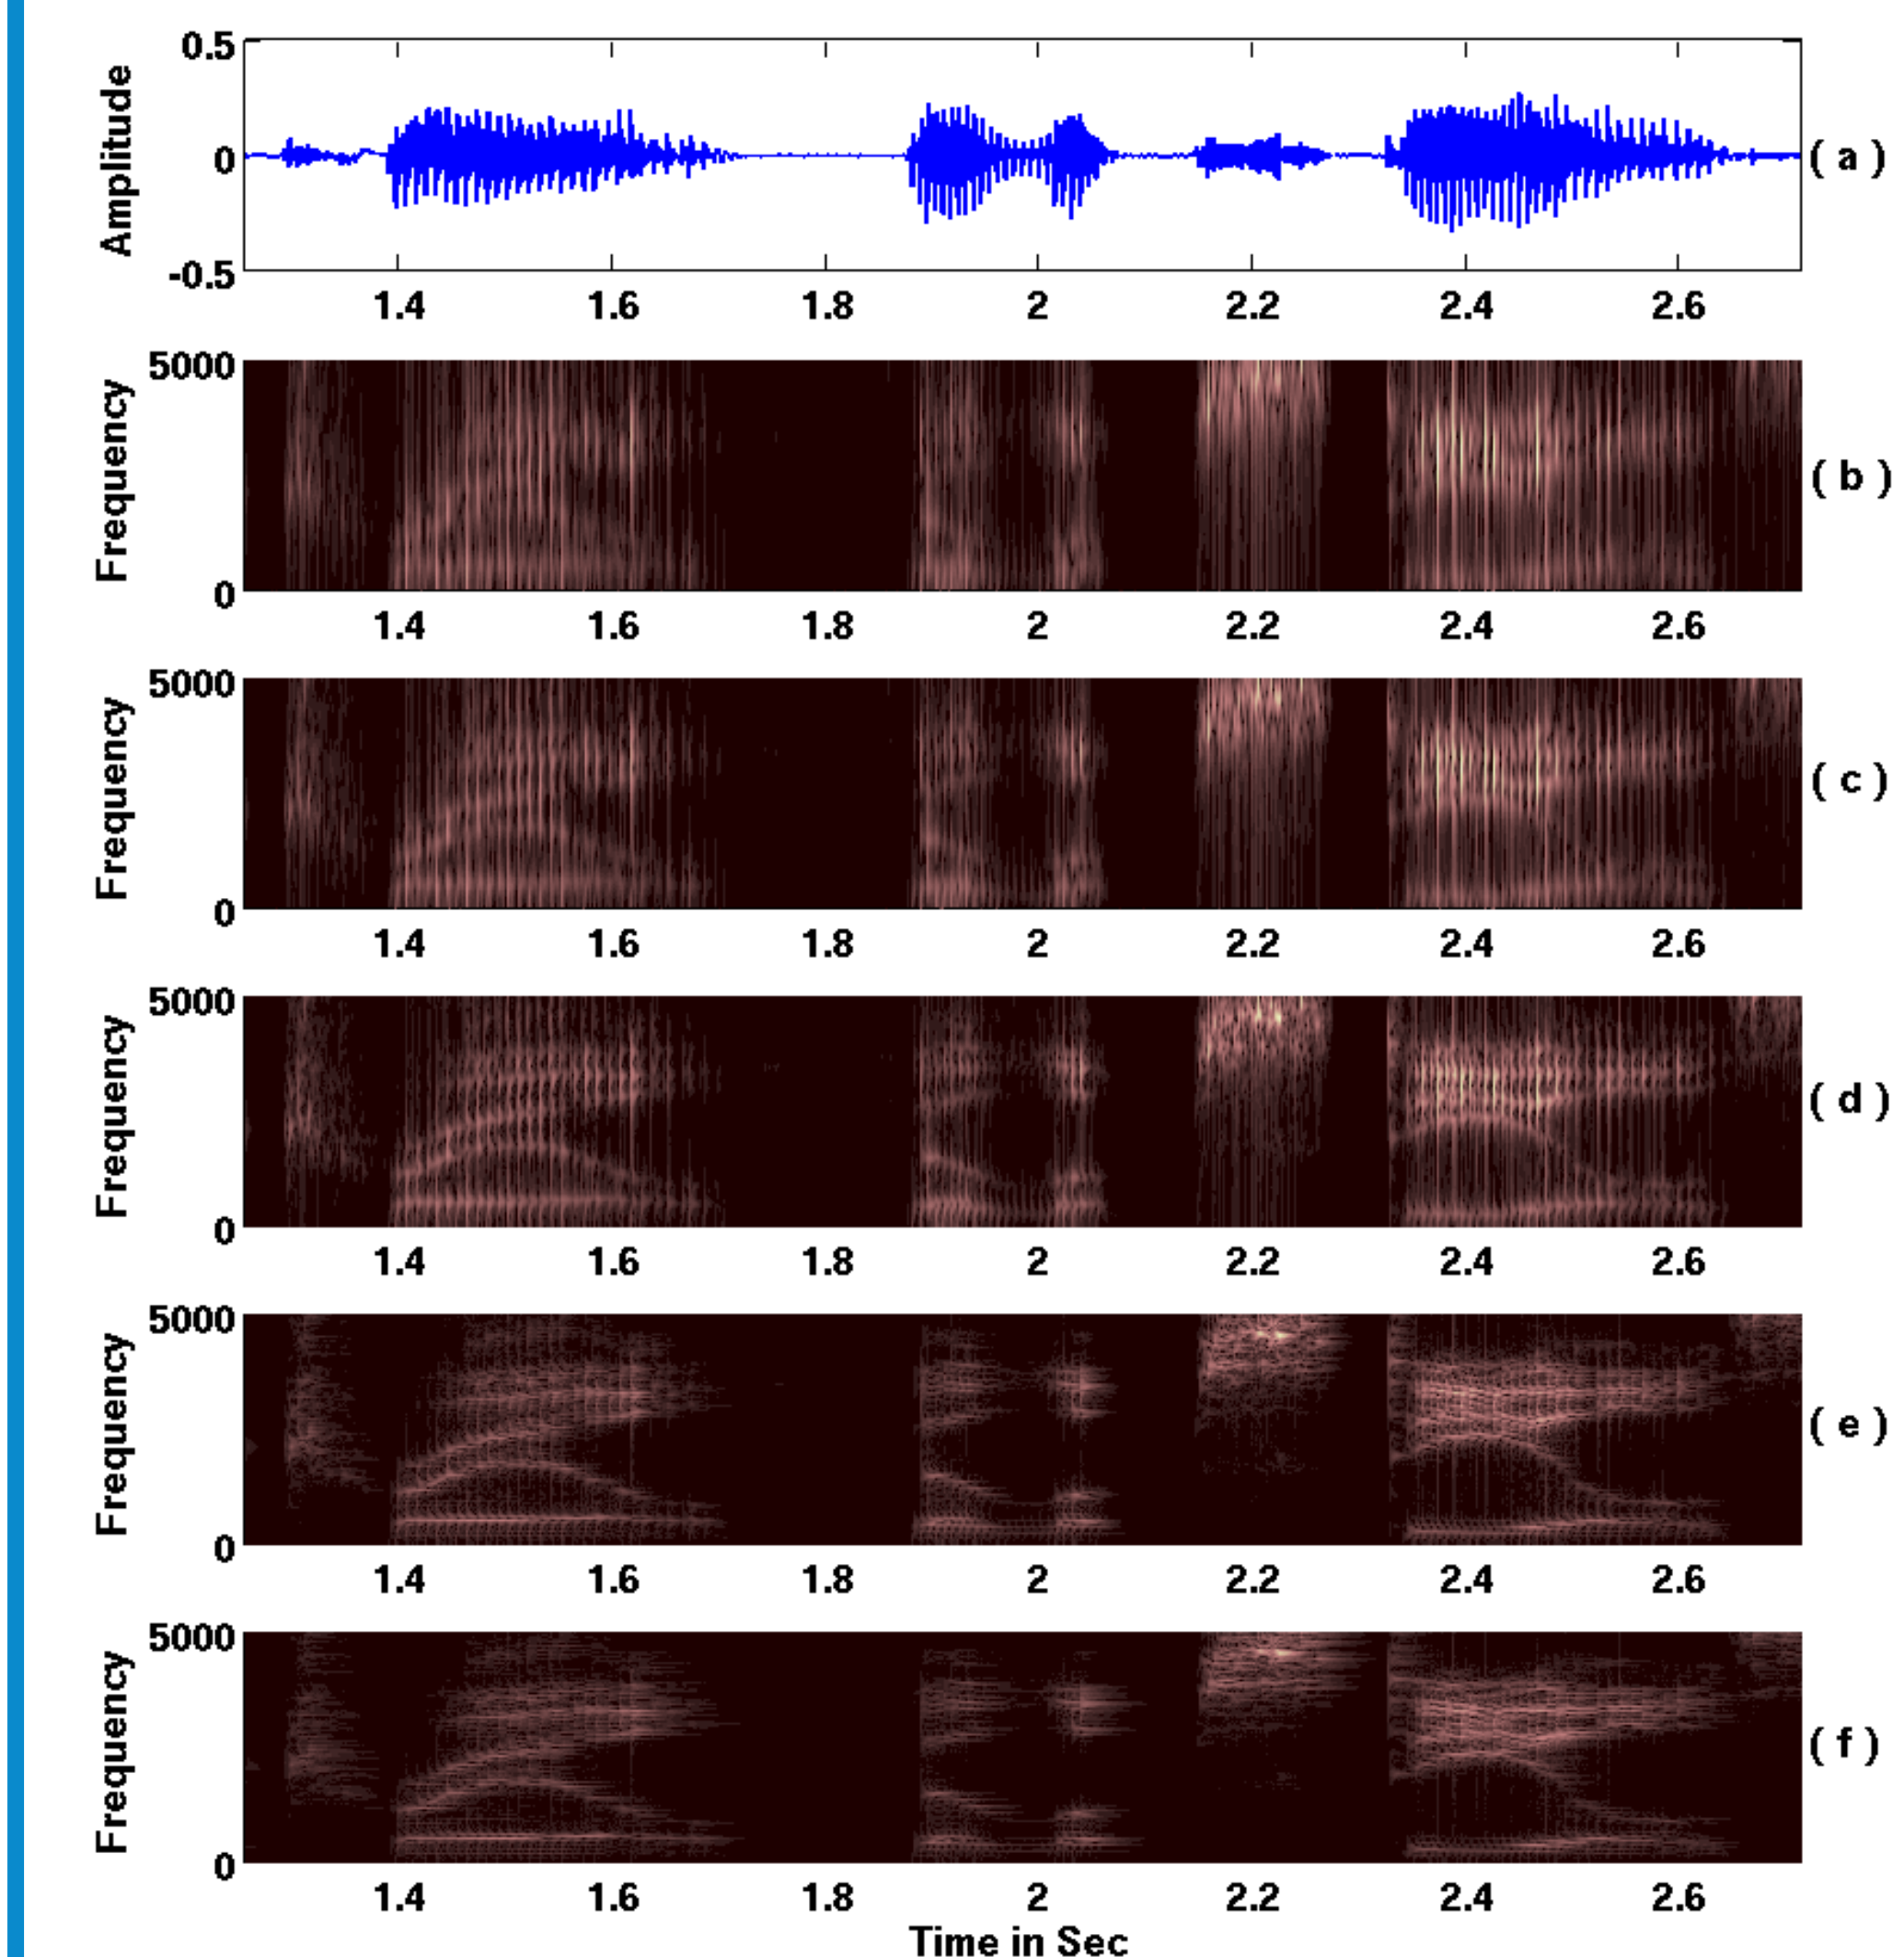 0.5
Amplitude
0
( a )
-0.5
1.4 1.6 1.8 2 2.2 2.4 2.6
5000
Frequency
( b )
0
1.4 1.6 1.8 2 2.2 2.4 2.6
5000
Frequency
( c )
0
1.4 1.6 1.8 2 2.2 2.4 2.6
5000
Frequency
( d )
0
1.4 1.6 1.8 2 2.2 2.4 2.6
5000
Frequency
( e )
0
1.4 1.6 1.8 2 2.2 2.4 2.6
5000
Frequency
( f )
0
1.4 1.6 1.8 2 2.2 2.4 2.6
Time in Sec